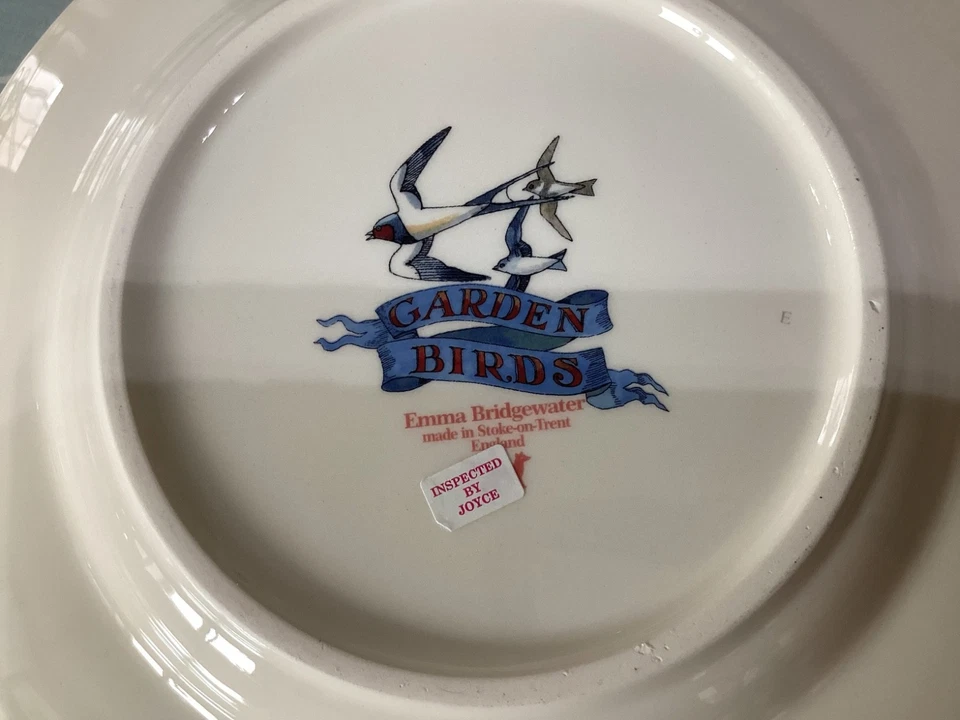 GARDEN
BIRDS
Emma Bridgewater
made in Stoke-on-Trent
England
INSPECTED
BY
JOYCE
E